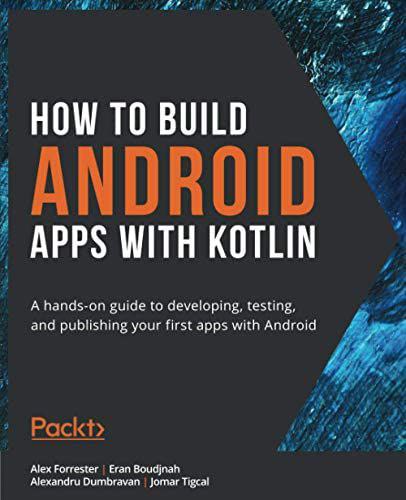 HOW TO BUILD
ANDROID
APPS WITH KOTLIN
A hands-on guide to developing, testing,
and publishing your first apps with Android
Packt>
Alex Forrester | Eran Boudjnah
Alexandru Dumbravan | Jomar Tigcal